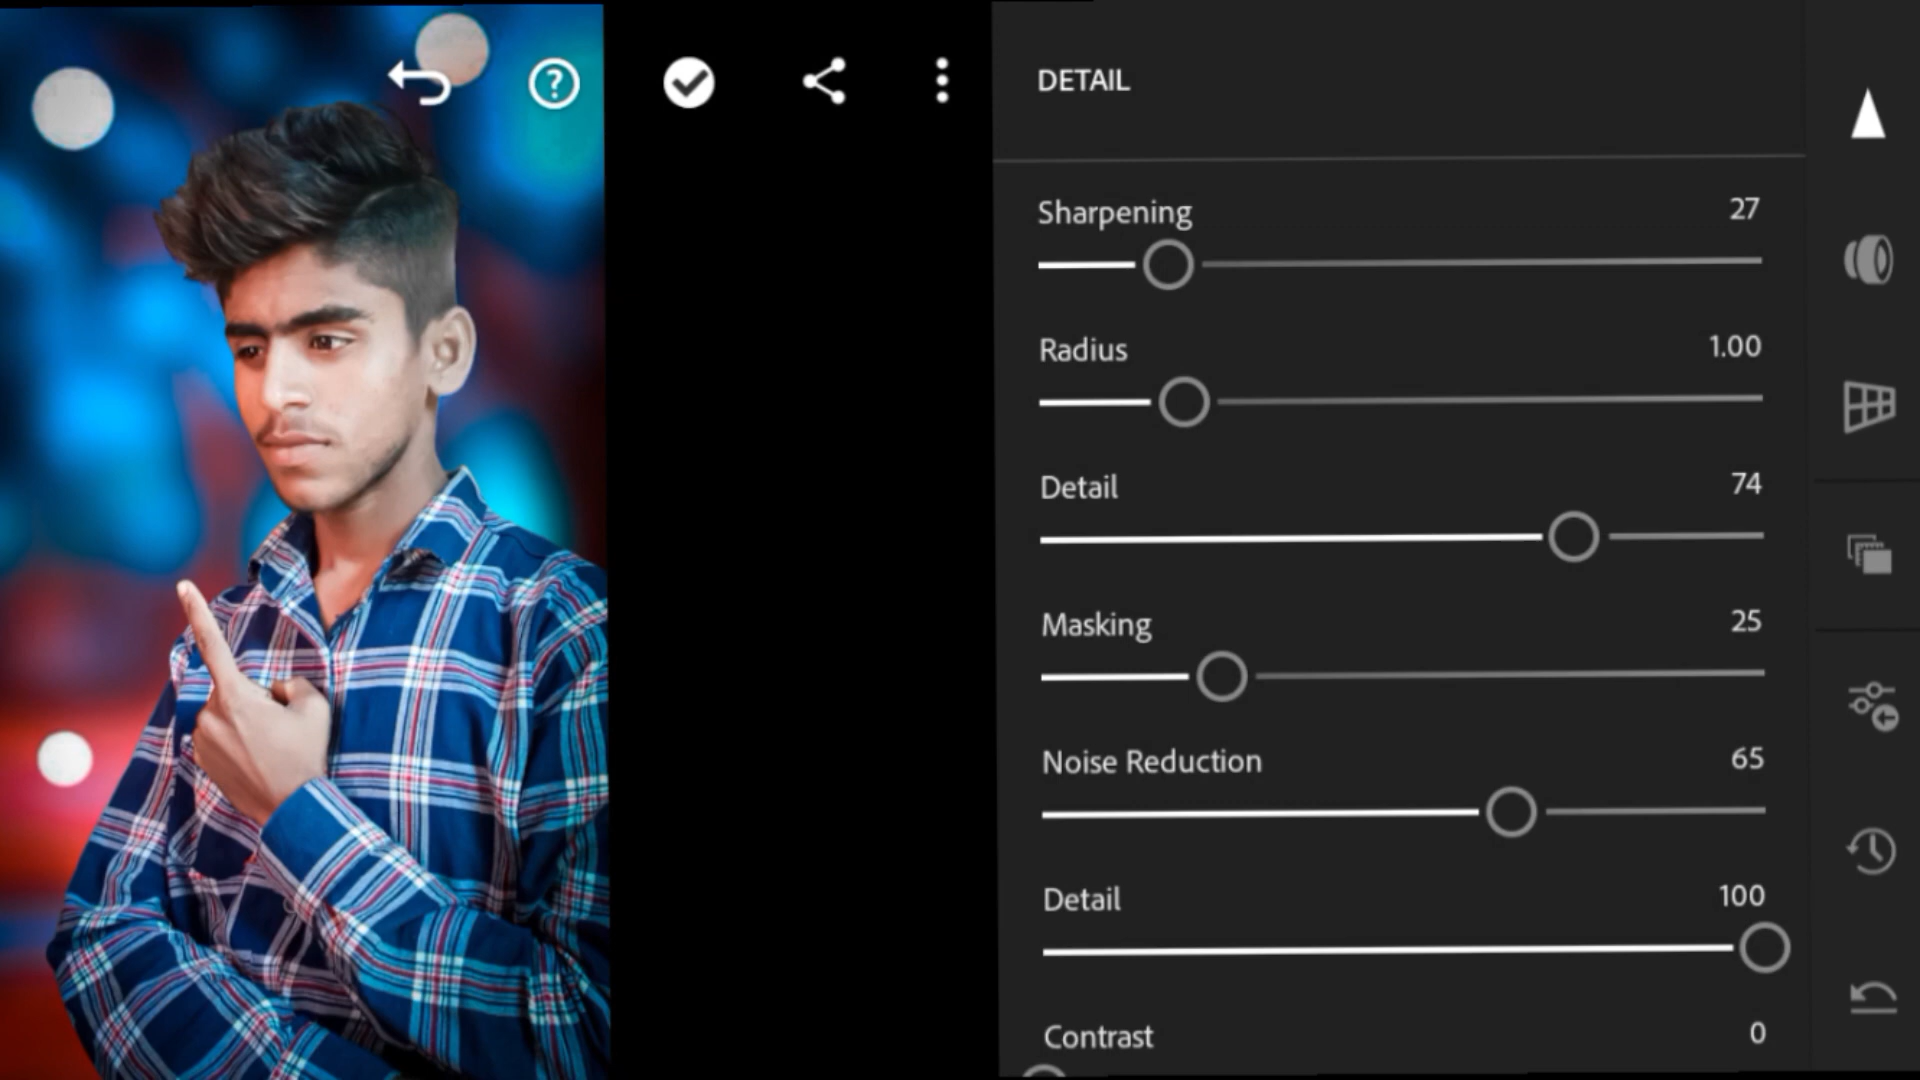 ?
DETAIL
Sharpening 27
Radius 1.00
Detail 74
Masking 25
Noise Reduction 65
Detail 100
Contrast 0